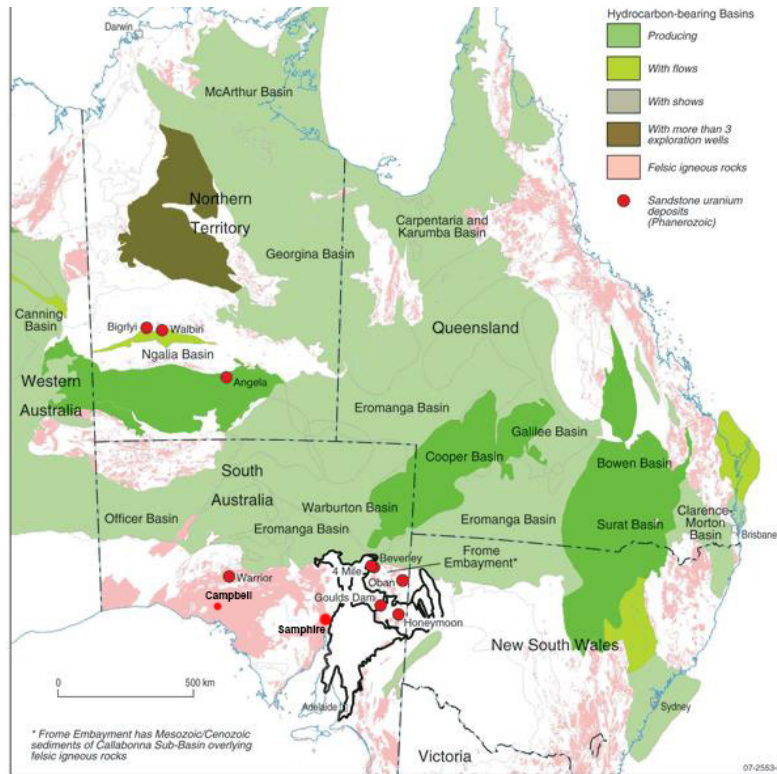 Hydrocarbon-bearing Basins
Producing
With flows
With shows
With more than 3
exploration wells
Felsic igneous rocks
Sandstone uranium
deposits
(Phanerozoic)
Darwin
McArthur Basin
Northern
Territory
Carpentaria and
Karumba Basin
Georgina Basin
Canning
Basin
Bigrlyi
Walbiri
Ngalia Basin
Queensland
Western
Australia
Angela
Eromanga Basin
Galilee Basin
Cooper Basin
Bowen Basin
South
Australia
Warburton Basin
Officer Basin
Eromanga Basin
Eromanga Basin
Surat Basin
Clarence-
Morton
Basin
Brisbane
Beverley
Frome
Embayment*
4 Mile
Oban
Warrior
Campbell
Goulds Dam
Samphire
Honeymoon
New South Wales
0
500 km
Adelaide
Sydney
* Frome Embayment has Mesozoic/Cenozoic
sediments of Callabonna Sub-Basin overlying
felsic igneous rocks
Victoria